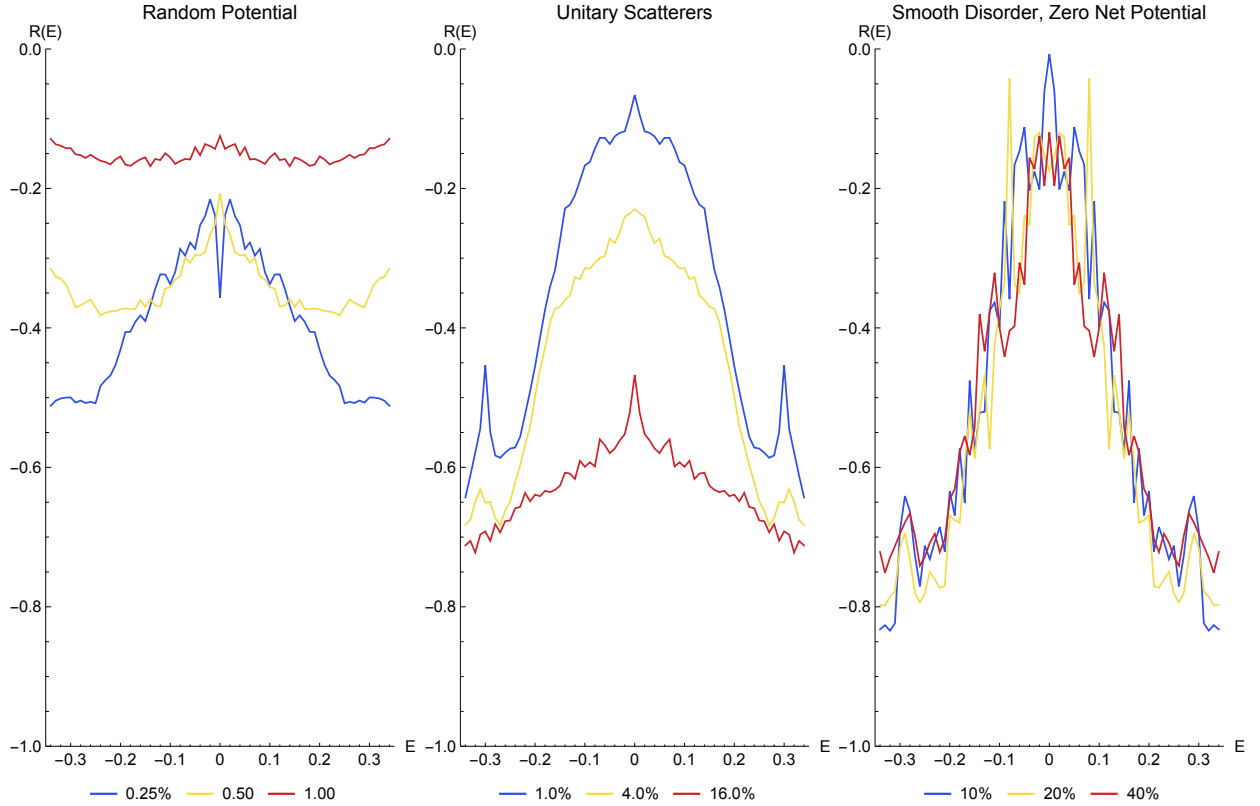 Random Potential
R(E)
0.0
−0.2
−0.4
−0.6
−0.8
−1.0
−0.3 −0.2 −0.1 0 0.1 0.2 0.3
E
0.25% 0.50 1.00
Unitary Scatterers
R(E)
0.0
−0.2
−0.4
−0.6
−0.8
−1.0
−0.3 −0.2 −0.1 0 0.1 0.2 0.3
E
1.0% 4.0% 16.0%
Smooth Disorder, Zero Net Potential
R(E)
0.0
−0.2
−0.4
−0.6
−0.8
−1.0
−0.3 −0.2 −0.1 0 0.1 0.2 0.3
E
10% 20% 40%